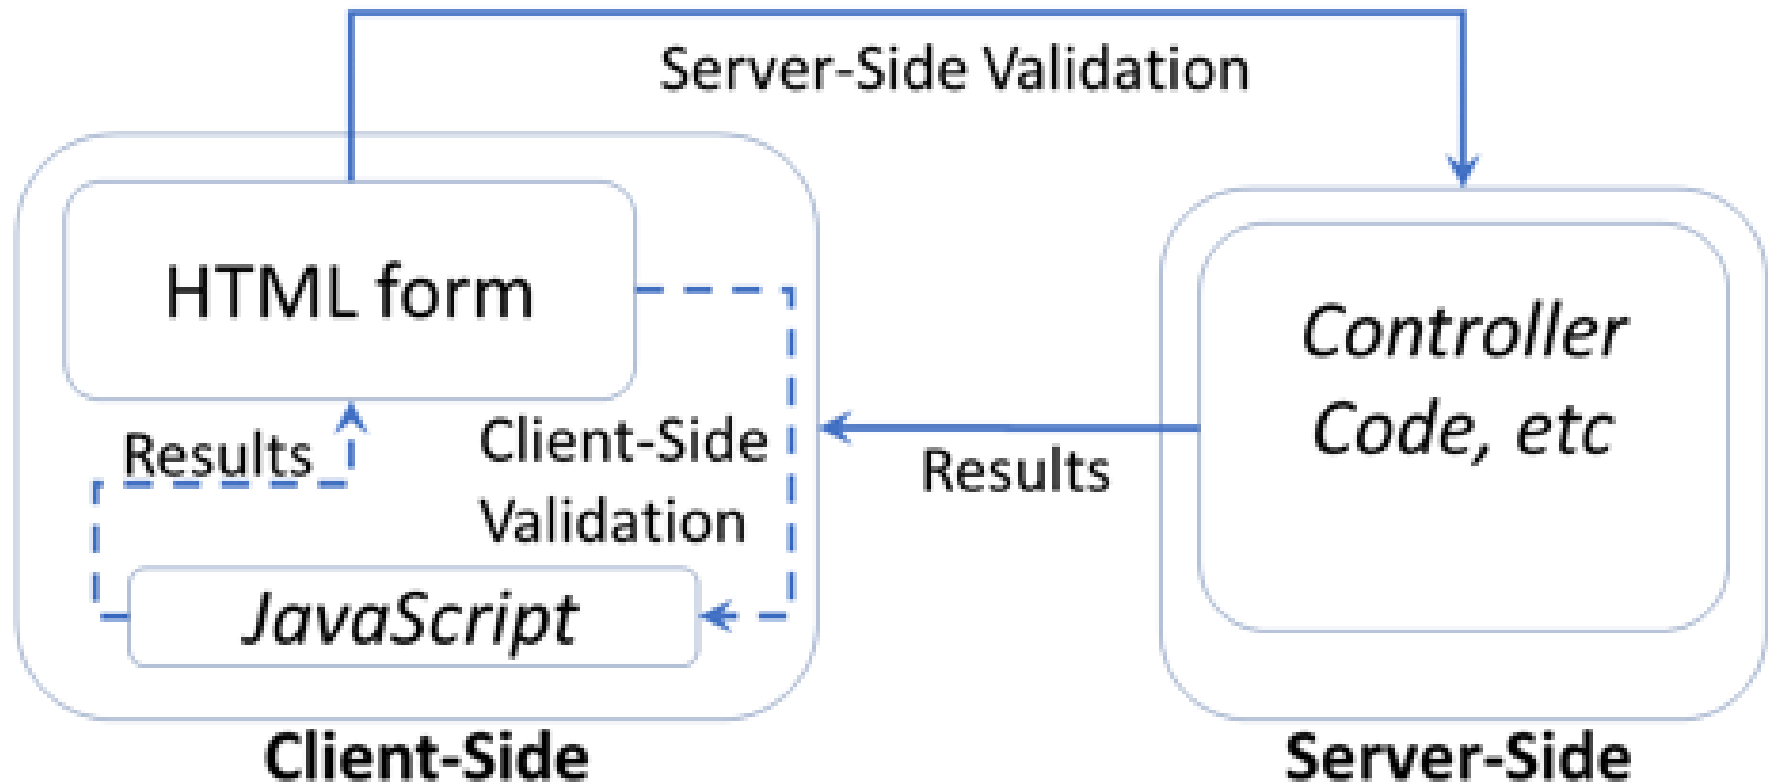 Server-Side Validation
HTML form
Results
Client-Side
Validation
JavaScript
Client-Side
Results
Controller
Code, etc
Server-Side